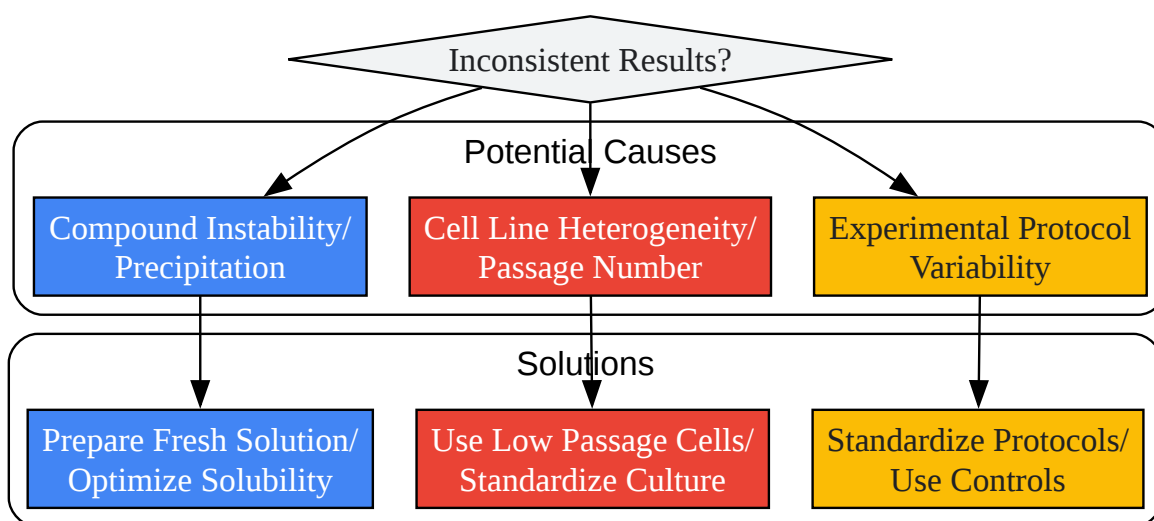 Inconsistent Results?
Potential Causes
Compound Instability/
Precipitation
Cell Line Heterogeneity/
Passage Number
Experimental Protocol
Variability
Solutions
Prepare Fresh Solution/
Optimize Solubility
Use Low Passage Cells/
Standardize Culture
Standardize Protocols/
Use Controls